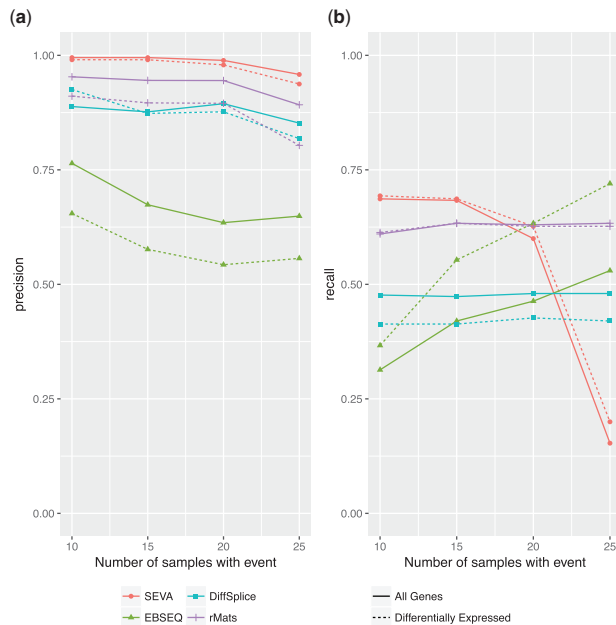 (a)
(b)
1.00
0.75
0.50
0.25
0.00
precision
10
15
20
25
Number of samples with event
1.00
0.75
0.50
0.25
0.00
recall
10
15
20
25
Number of samples with event
SEVA
DiffSplice
EBSEQ
rMats
All Genes
Differentially Expressed